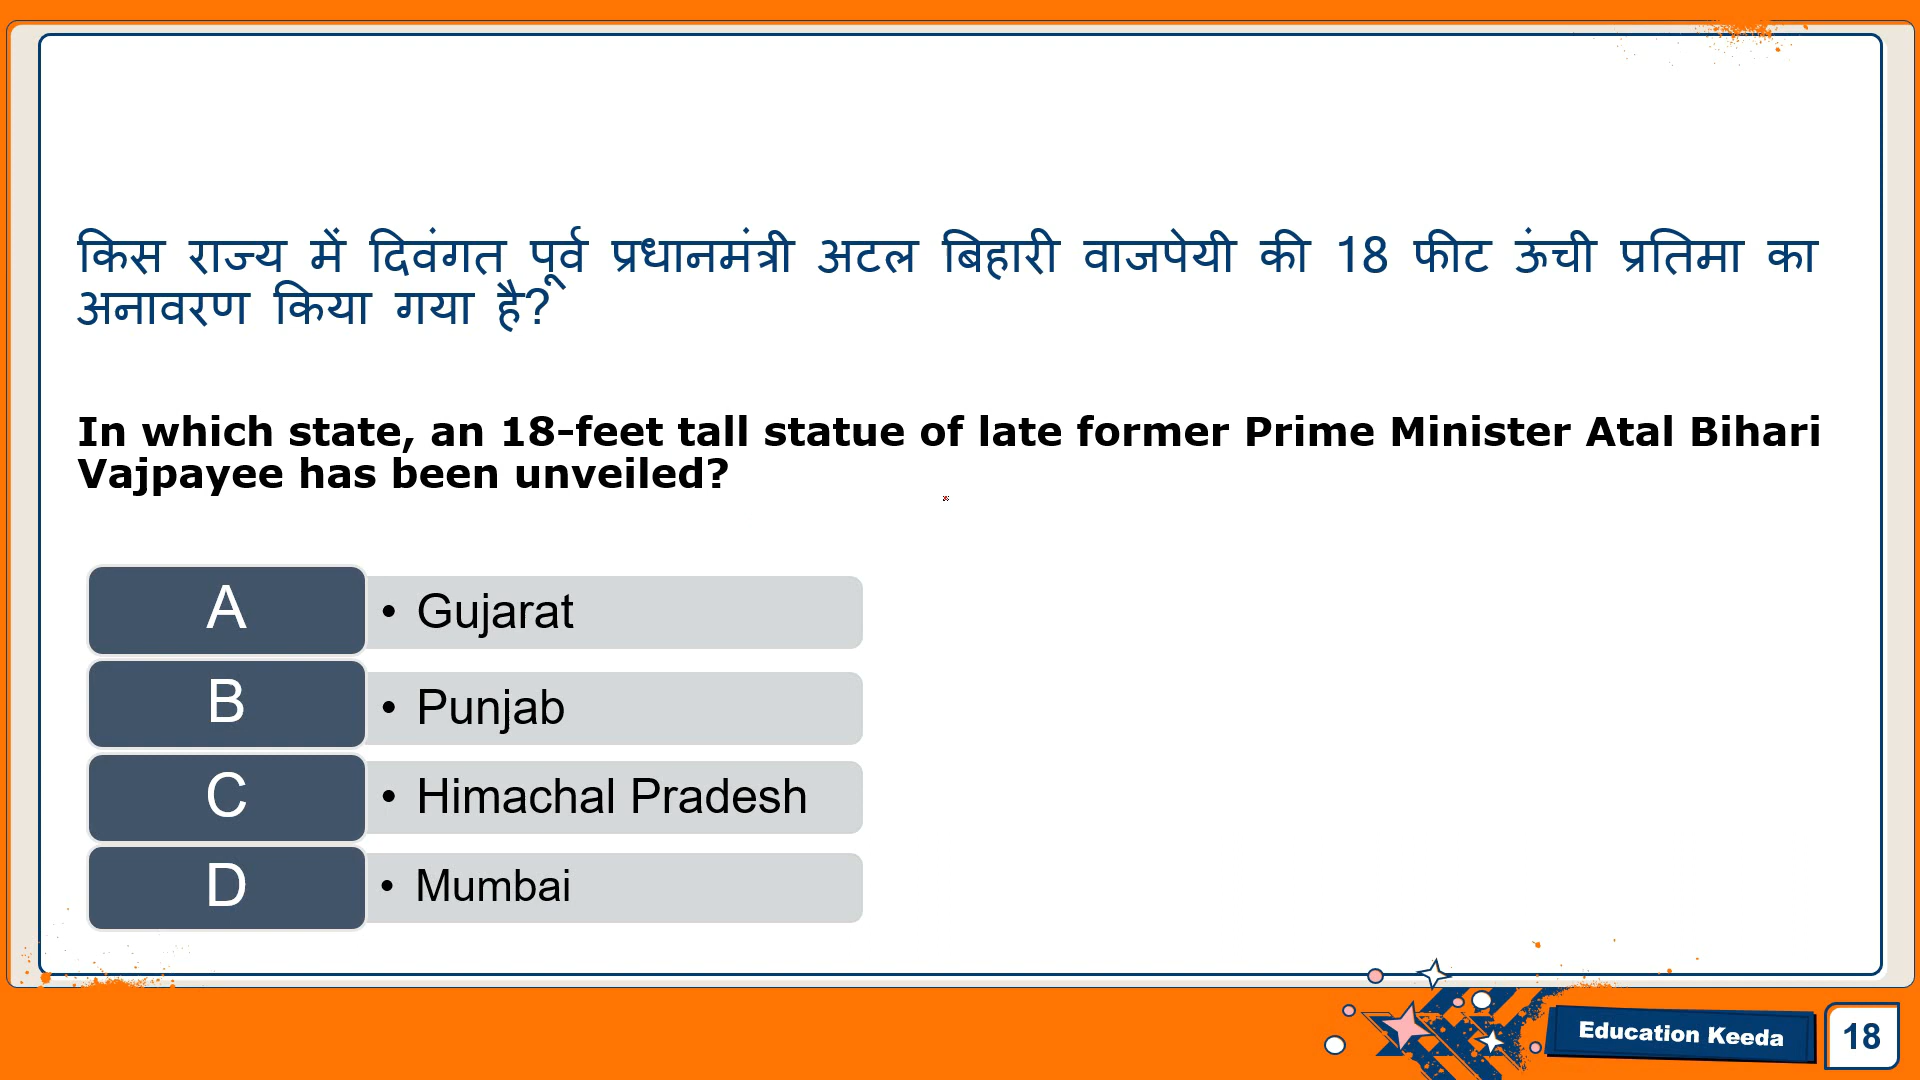 किस राज्य में दिवंगत पूर्व प्रधानमंत्री अटल बिहारी वाजपेयी की 18 फीट ऊंची प्रतिमा का
अनावरण किया गया है?
In which state, an 18-feet tall statue of late former Prime Minister Atal Bihari
Vajpayee has been unveiled?
A • Gujarat
B • Punjab
C • Himachal Pradesh
D • Mumbai
Education Keeda
18